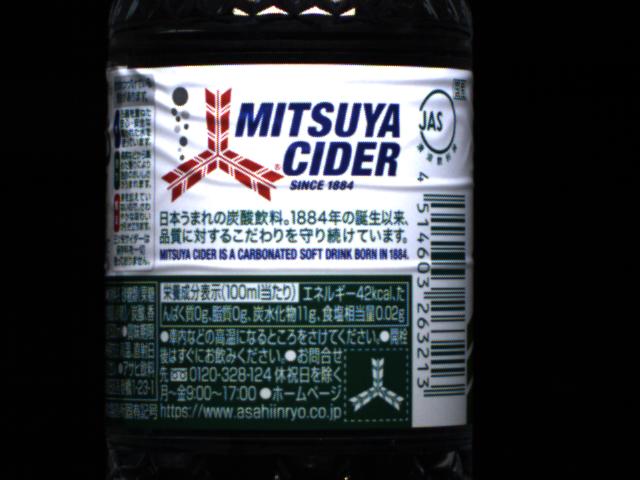 MITSUYA
CIDER
®
SINCE 1884
JAS
日本うまれの炭酸飲料。1884年の誕生以来、
品質に対するこだわりを守り続けています。
MITSUYA CIDER IS A CARBONATED SOFT DRINK BORN IN 1884.
4 514603 263213
栄養成分表示(100ml当たり) エネルギー42kcal、た
んぱく質0g、脂質0g、炭水化物11g、食塩相当量0.02g
●車内などの高温になるところをさけてください。●開栓
後はすぐにお飲みください。●お問合せ
先 0120-328-124 休祝日を除く
月~金9:00~17:00 ●ホームページ
https://www.asahiinryo.co.jp